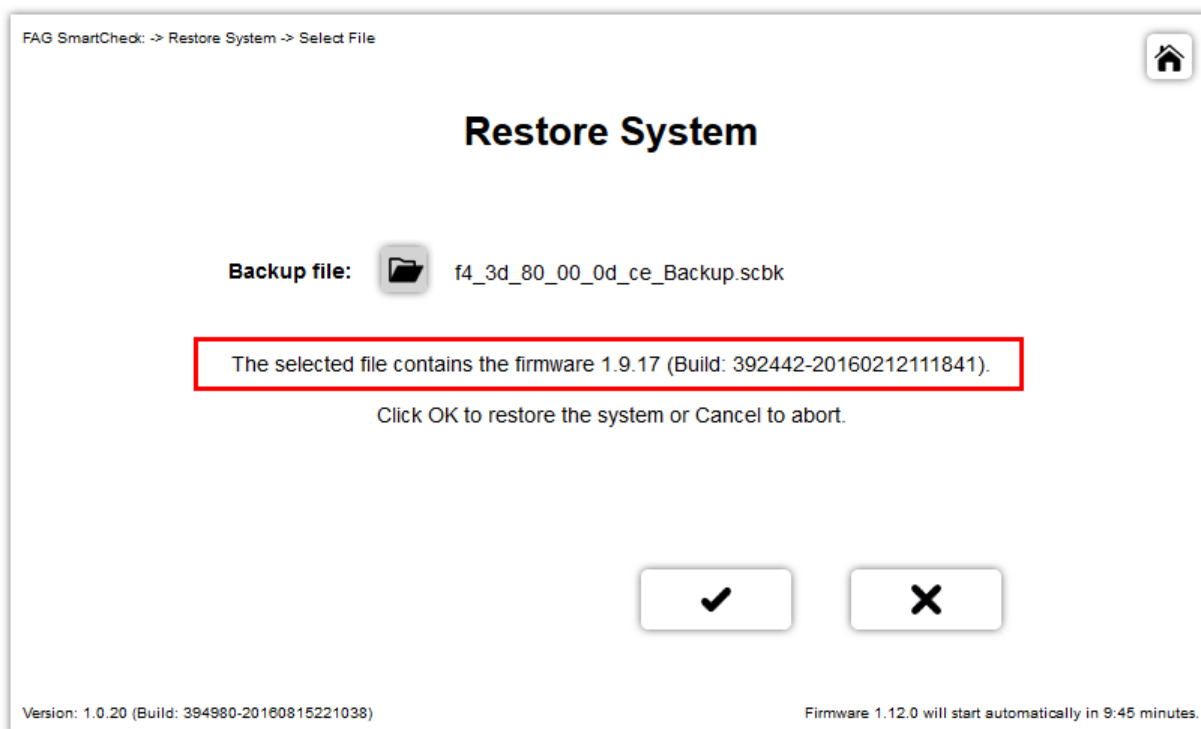 FAG SmartCheck: -> Restore System -> Select File
Restore System
Backup file: f4_3d_80_00_0d_ce_Backup.scbk
The selected file contains the firmware 1.9.17 (Build: 392442-20160212111841).
Click OK to restore the system or Cancel to abort.
Version: 1.0.20 (Build: 394980-20160815221038) Firmware 1.12.0 will start automatically in 9:45 minutes.